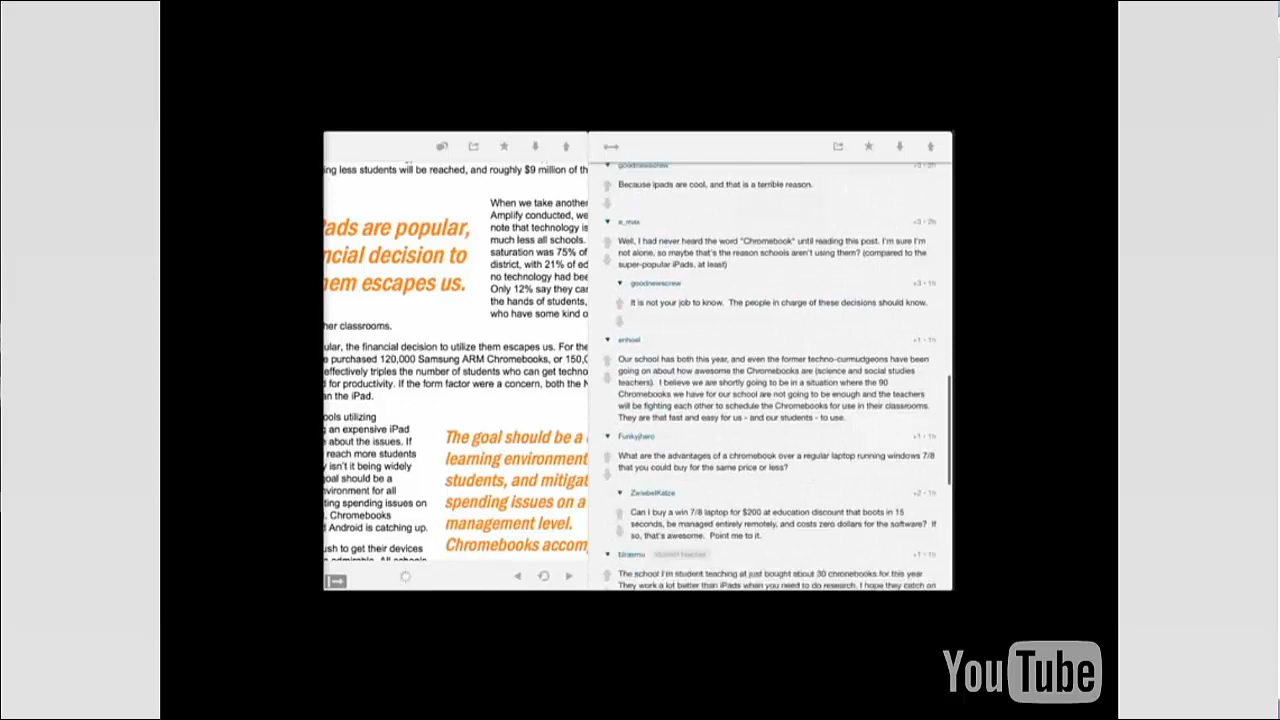 ing less students will be reached, and roughly $9 million of th
ads are popular,
ncial decision to
hem escapes us.
When we take another
Amplify conducted, we
note that technology is
much less all schools.
saturation was 75% of
district, with 21% of ed
no technology had bee
Only 12% say they ca
the hands of students,
who have some kind o
her classrooms.
ular, the financial decision to utilize them escapes us. For the
purchased 120,000 Samsung ARM Chromebooks, or 150,0
effectively triples the number of students who can get techno
d for productivity. If the form factor were a concern, both the N
an the iPad.
ools utilizing
an expensive iPad
about the issues. If
reach more students
y isn't it being widely
goal should be a
nvironment for all
ting spending issues on
. Chromebooks
d Android is catching up.
ush to get their devices
The goal should be a
learning environment
students, and mitigat
spending issues on a
management level.
Chromebooks accom
goodnewscrew +3 · 2h
Because ipads are cool, and that is a terrible reason.
e_max +3 · 2h
Well, I had never heard the word "Chromebook" until reading this post. I'm sure I'm
not alone, so maybe that's the reason schools aren't using them? (compared to the
super-popular iPads, at least)
goodnewscrew +3 · 1h
It is not your job to know. The people in charge of these decisions should know.
enhoel +1 · 1h
Our school has both this year, and even the former techno-curmudgeons have been
going on about how awesome the Chromebooks are (science and social studies
teachers). I believe we are shortly going to be in a situation where the 90
Chromebooks we have for our school are not going to be enough and the teachers
will be fighting each other to schedule the Chromebooks for use in their classrooms.
They are that fast and easy for us - and our students - to use.
Funkyjhero +1 · 1h
What are the advantages of a chromebook over a regular laptop running windows 7/8
that you could buy for the same price or less?
ZwiebelKatze +2 · 1h
Can I buy a win 7/8 laptop for $200 at education discount that boots in 15
seconds, be managed entirely remotely, and costs zero dollars for the software? If
so, that's awesome. Point me to it.
+1 · 1h
The school I'm student teaching at just bought about 30 chronebooks for this year
They work a lot better than iPads when you need to do research. I hope they catch on
YouTube